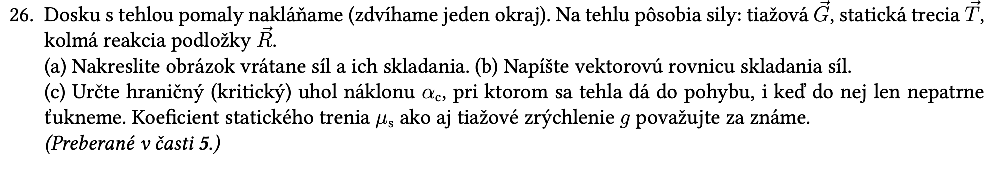 26. Dosku s tehlou pomaly nakláňame (zdvíhame jeden okraj). Na tehlu pôsobia sily: tiažová $\vec{G}$, statická trecia $\vec{T}$,
kolmá reakcia podložky $\vec{R}$.
(a) Nakreslite obrázok vrátane síl a ich skladania. (b) Napíšte vektorovú rovnicu skladania síl.
(c) Určte hraničný (kritický) uhol náklonu $\alpha_{\mathrm{c}}$, pri ktorom sa tehla dá do pohybu, i keď do nej len nepatrne
ťukneme. Koeficient statického trenia $\mu_{\mathrm{s}}$ ako aj tiažové zrýchlenie $g$ považujte za známe.
(Preberané v časti 5.)